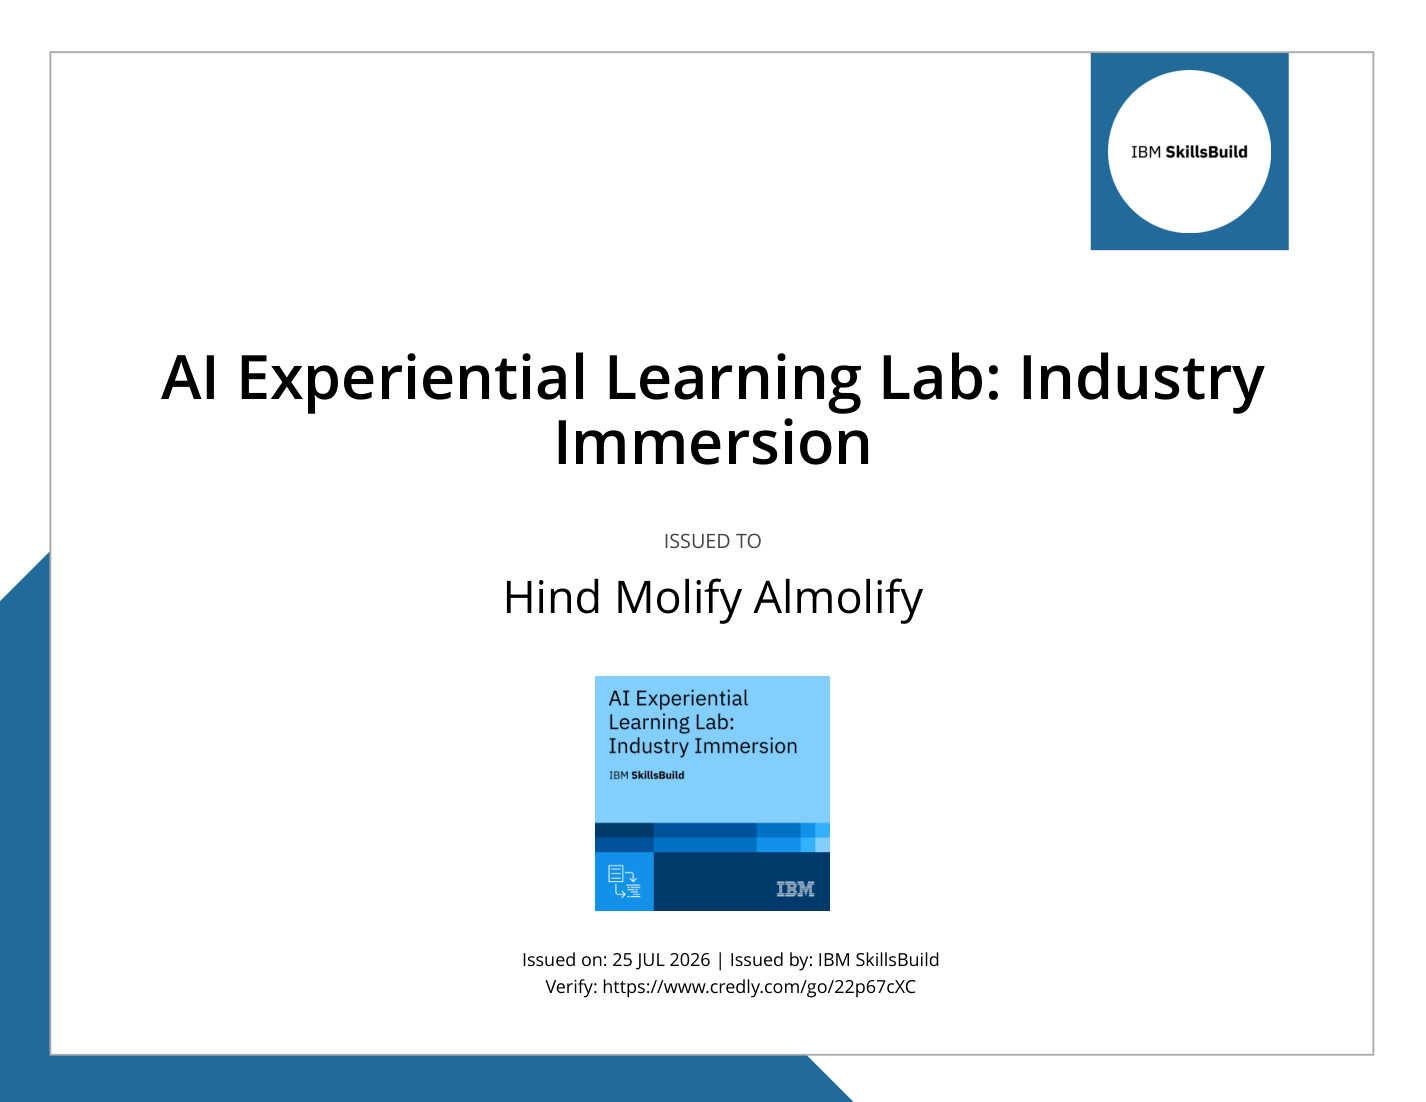 IBM SkillsBuild
AI Experiential Learning Lab: Industry
Immersion
ISSUED TO
Hind Molify Almolify
AI Experiential
Learning Lab:
Industry Immersion
IBM SkillsBuild
IBM
Issued on: 25 JUL 2026 | Issued by: IBM SkillsBuild
Verify: https://www.credly.com/go/22p67cXC